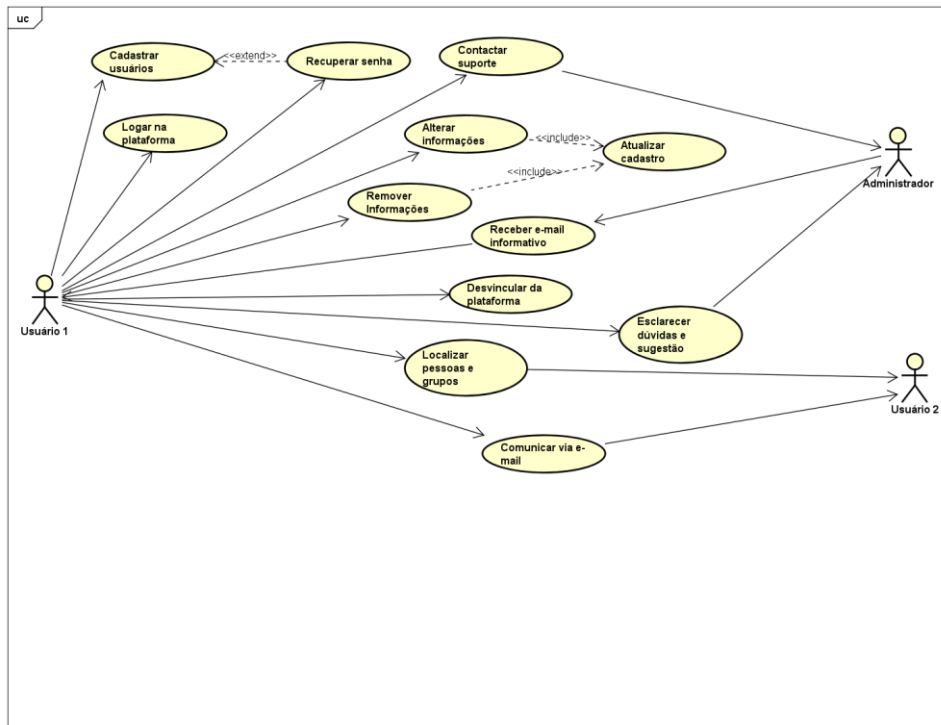 uc
Cadastrar
usuários
<<extend>>
Recuperar senha
Contactar
suporte
Logar na
plataforma
Alterar
informações
<<include>>
Atualizar
cadastro
Administrador
<<include>>
Remover
Informações
Receber e-mail
informativo
Desvincular da
plataforma
Usuário 1
Esclarecer
dúvidas e
sugestão
Localizar
pessoas e
grupos
Usuário 2
Comunicar via e-
mail